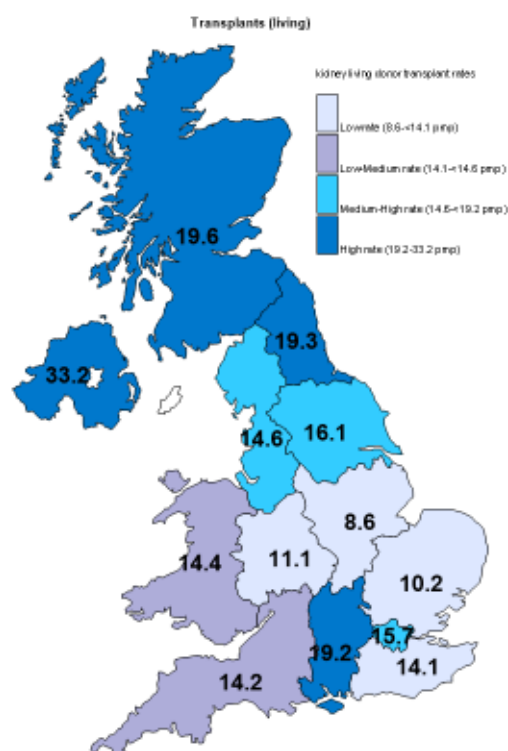 Transplants (living)
kidney living donor transplant rates
Low rate (8.6-<14.1 pmp)
Low-Medium rate (14.1-<14.6 pmp)
Medium-High rate (14.6-<19.2 pmp)
High rate (19.2-33.2 pmp)
19.6
19.3
33.2
14.6
16.1
8.6
11.1
14.4
10.2
15.7
19.2
14.1
14.2